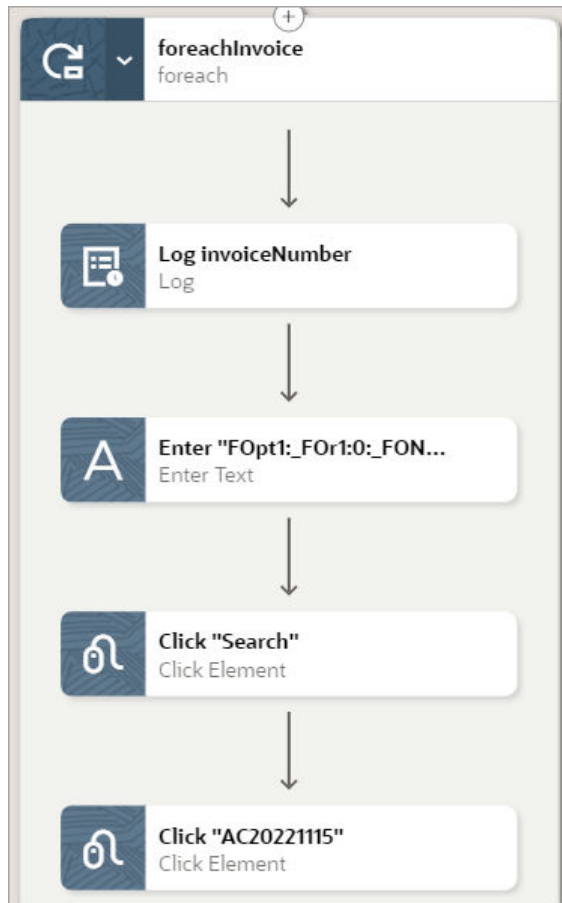 foreachInvoice
foreach
Log invoiceNumber
Log
Enter "FOpt1:_FOr1:0:_FON...
Enter Text
Click "Search"
Click Element
Click "AC20221115"
Click Element